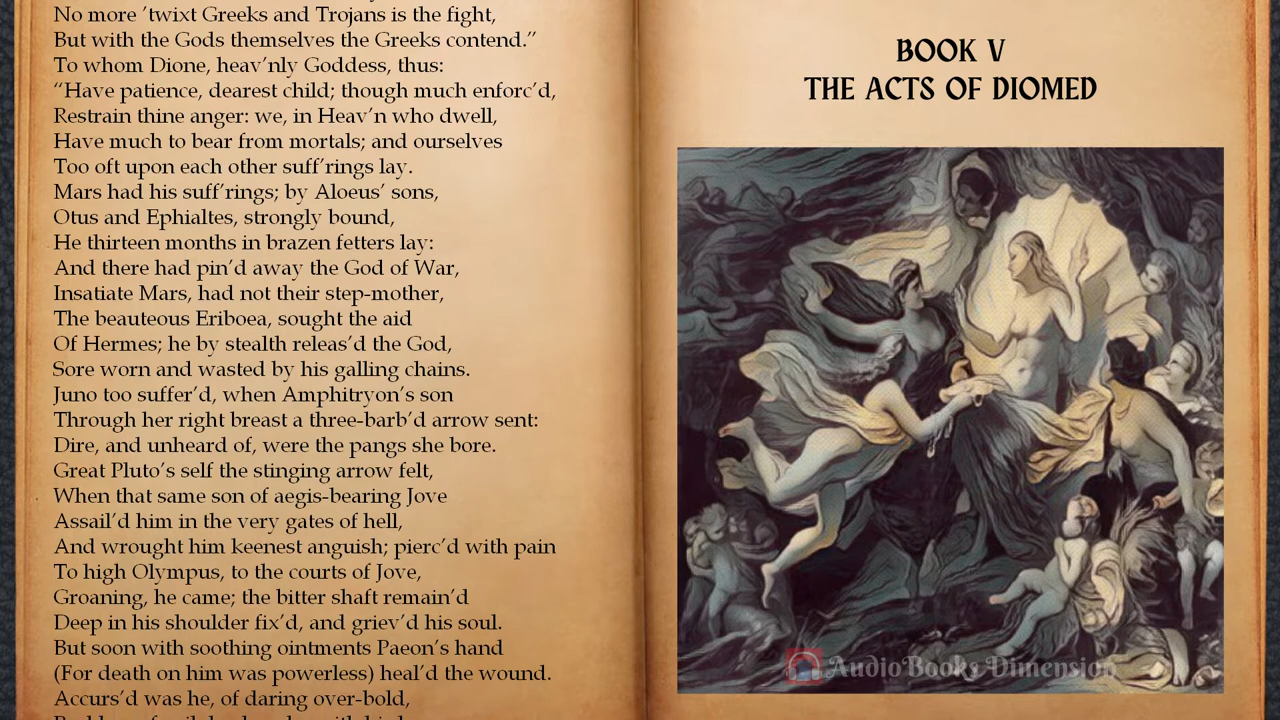 No more ’twixt Greeks and Trojans is the fight,
But with the Gods themselves the Greeks contend.”
To whom Dione, heav’nly Goddess, thus:
“Have patience, dearest child; though much enforc’d,
Restrain thine anger: we, in Heav’n who dwell,
Have much to bear from mortals; and ourselves
Too oft upon each other suff’rings lay.
Mars had his suff’rings; by Aloeus’ sons,
Otus and Ephialtes, strongly bound,
He thirteen months in brazen fetters lay:
And there had pin’d away the God of War,
Insatiate Mars, had not their step-mother,
The beauteous Eriboea, sought the aid
Of Hermes; he by stealth releas’d the God,
Sore worn and wasted by his galling chains.
Juno too suffer’d, when Amphitryon’s son
Through her right breast a three-barb’d arrow sent:
Dire, and unheard of, were the pangs she bore.
Great Pluto’s self the stinging arrow felt,
When that same son of aegis-bearing Jove
Assail’d him in the very gates of hell,
And wrought him keenest anguish; pierc’d with pain
To high Olympus, to the courts of Jove,
Groaning, he came; the bitter shaft remain’d
Deep in his shoulder fix’d, and griev’d his soul.
But soon with soothing ointments Paeon’s hand
(For death on him was powerless) heal’d the wound.
Accurs’d was he, of daring over-bold,
BOOK V
THE ACTS OF DIOMED
AudioBooks Dimension